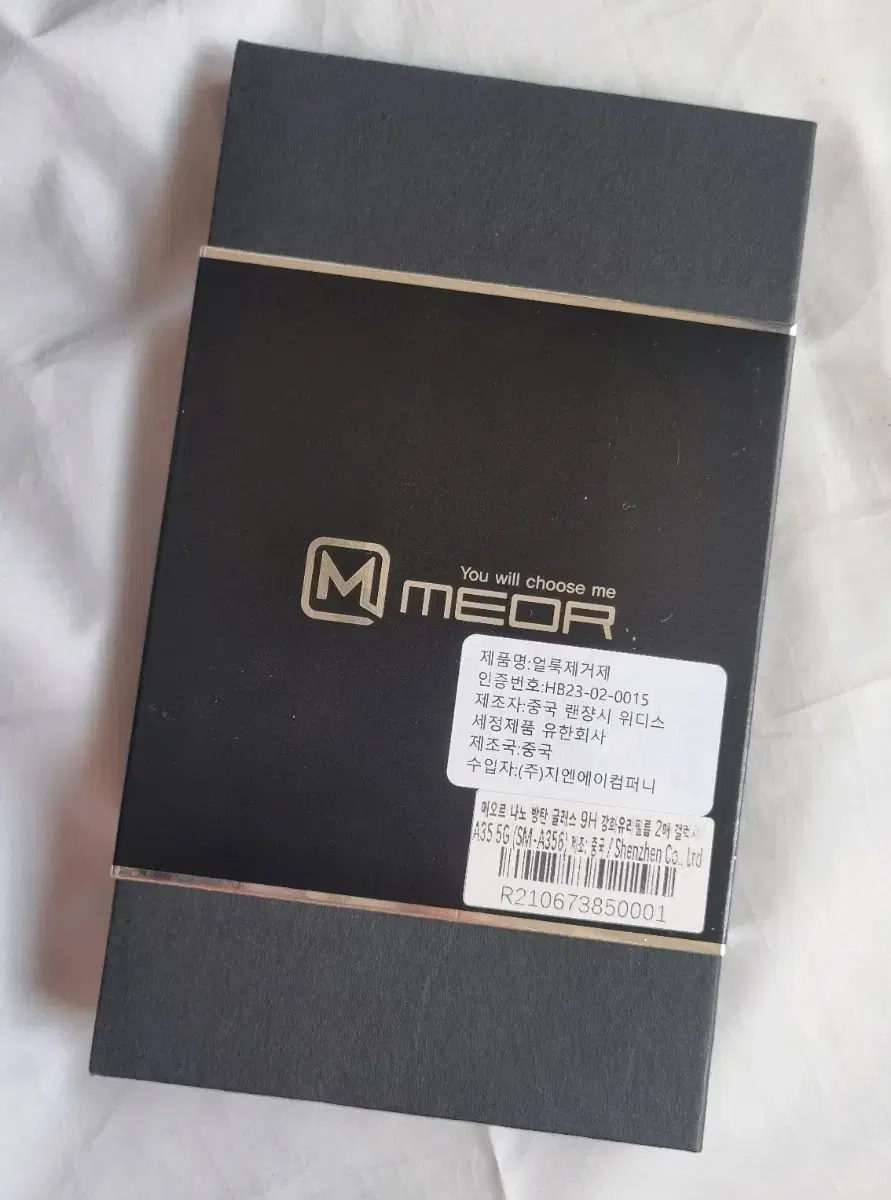 You will choose me
M MEOR
제품명:얼룩제거제
인증번호:HB23-02-0015
제조자:중국 랜쟝시 위디스
세정제품 유한회사
제조국:중국
수입자:(주)지엔에이컴퍼니
머오르 나노 방탄 글래스 9H 강화유리필름 2매 갤럭시
A35 5G (SM-A356) 제조: 중국 / Shenzhen Co., Ltd
R210673850001